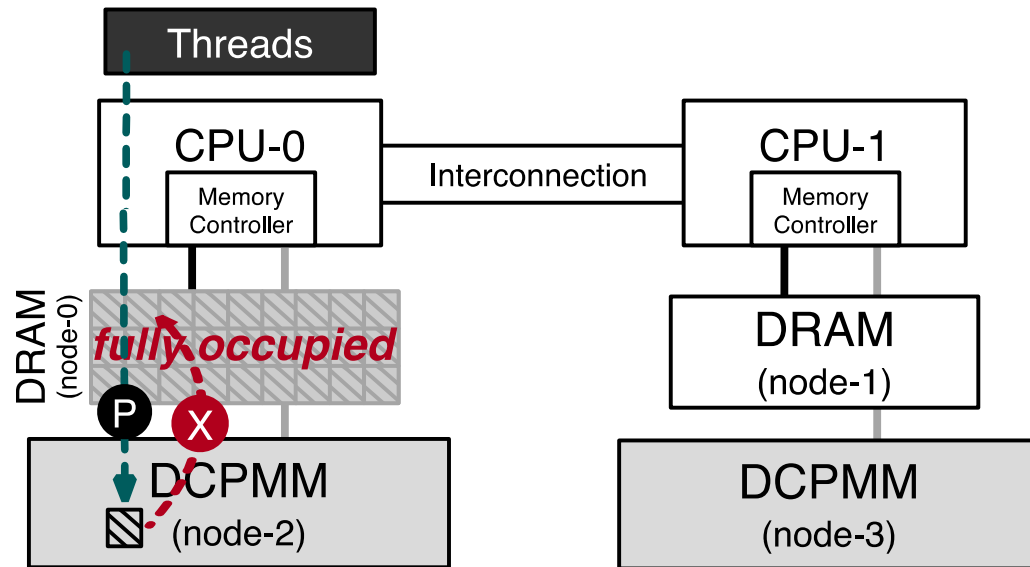 Threads
CPU-0
Memory
Controller
Interconnection
CPU-1
Memory
Controller
DRAM
(node-0)
fully occupied
P
X
DCPMM
(node-2)
DRAM
(node-1)
DCPMM
(node-3)